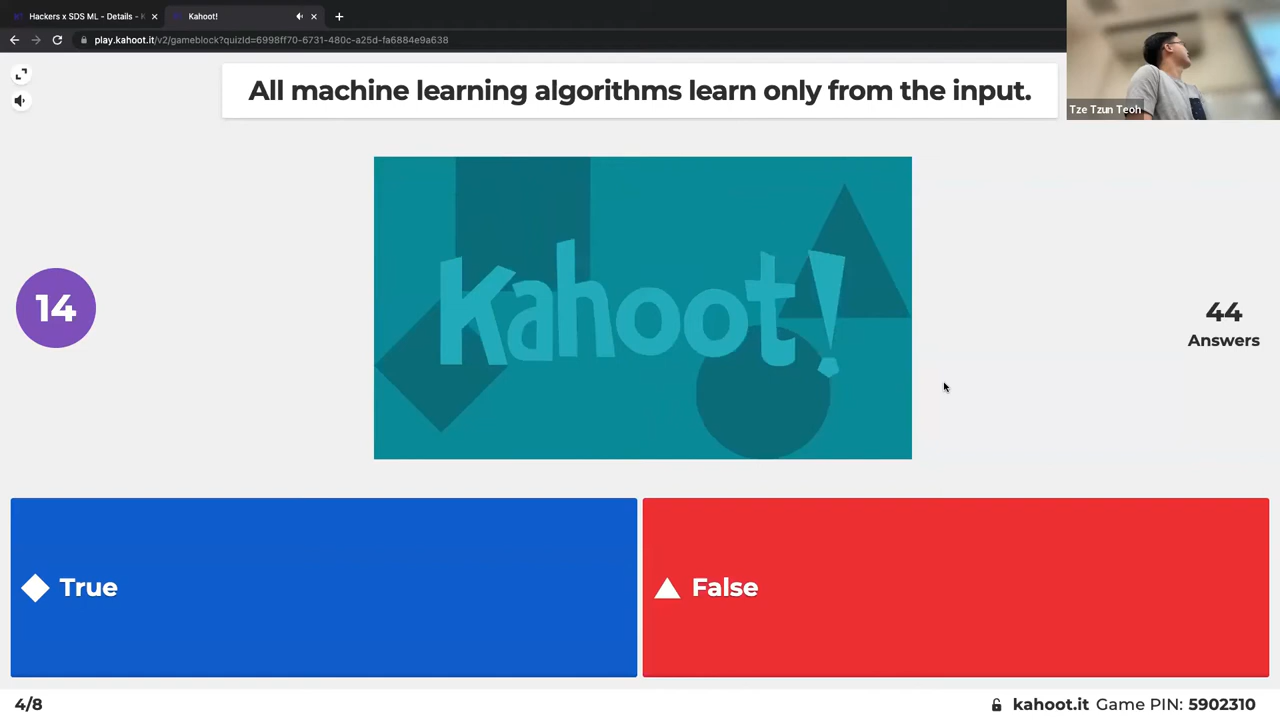 Hackers x SDS ML - Details - K
Kahoot!
play.kahoot.it/v2/gameblock?quizId=6998ff70-6731-480c-a25d-fa6884e9a638
All machine learning algorithms learn only from the input.
Tze Tzun Teoh
Kahoot!
14
44
Answers
True
False
4/8
kahoot.it Game PIN: 5902310